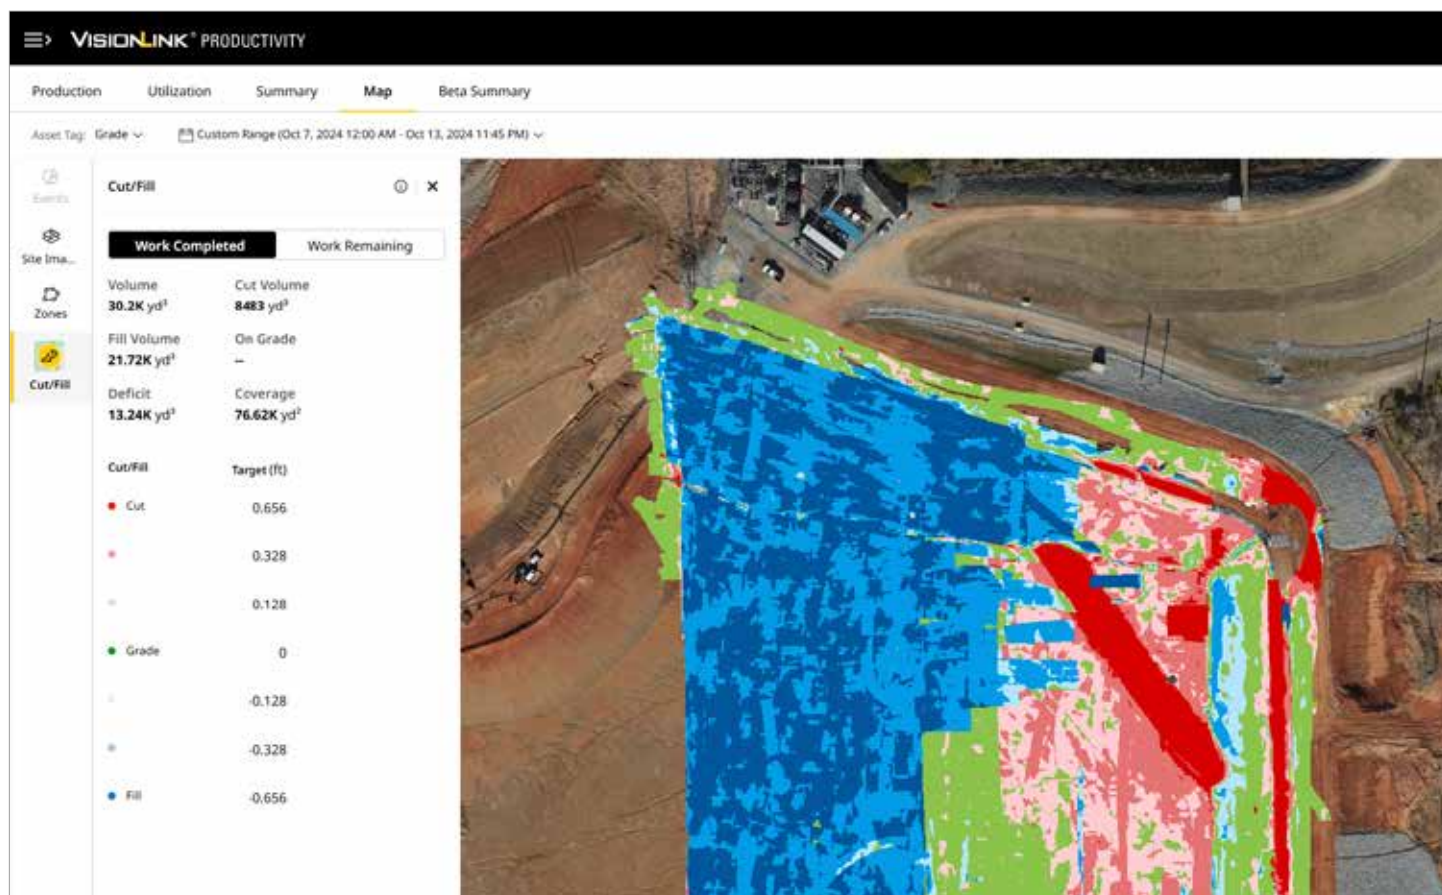 VISIONLINK® PRODUCTIVITY
Production Utilization Summary Map Beta Summary
Asset Tag: Grade Custom Range (Oct 7, 2024 12:00 AM - Oct 13, 2024 11:45 PM)
Events
Site Ima...
Zones
Cut/Fill
Cut/Fill
Work Completed Work Remaining
Volume Cut Volume
30.2K yd³ 8483 yd³
Fill Volume On Grade
21.72K yd³ --
Deficit Coverage
13.24K yd³ 76.62K yd²
Cut/Fill Target (ft)
Cut 0.656
0.328
0.128
Grade 0
-0.128
-0.328
Fill -0.656